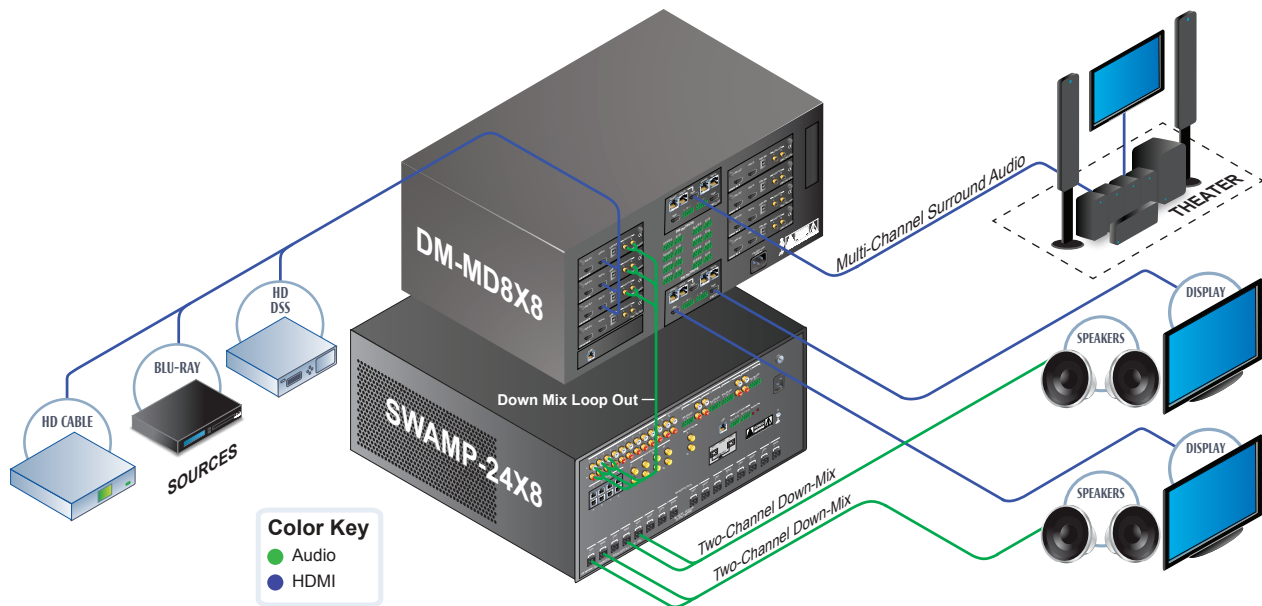 HD
DSS
BLU-RAY
HD CABLE
SOURCES
DM-MD8X8
SWAMP-24X8
Down Mix Loop Out
Multi-Channel Surround Audio
THEATER
DISPLAY
SPEAKERS
DISPLAY
SPEAKERS
Two-Channel Down-Mix
Two-Channel Down-Mix
Color Key
Audio
HDMI